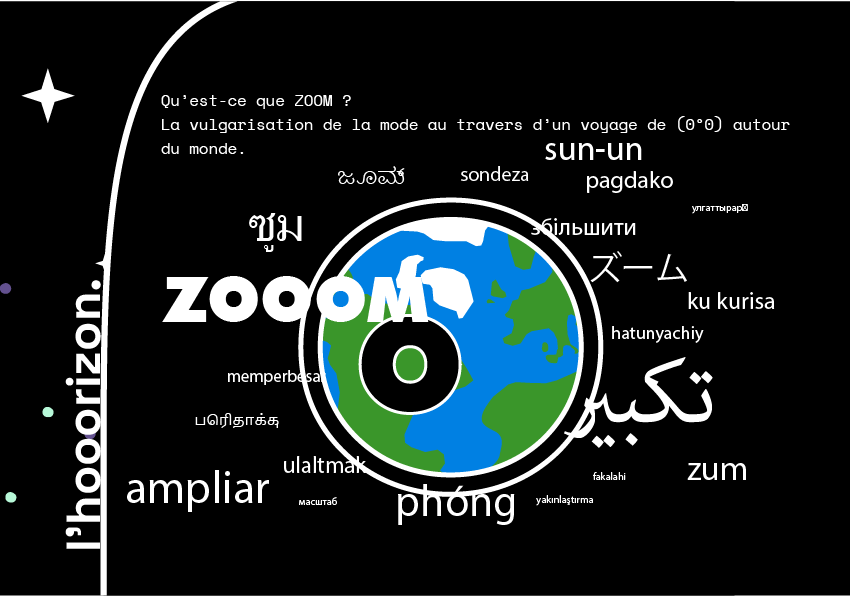 Qu'est-ce que ZOOM ?
La vulgarisation de la mode au travers d'un voyage de (0°0) autour
du monde.
sun-un
ಜೂಮ್
sondeza
pagdako
улгаттырар
ซูม
збільшити
ズーム
ZOOOM
ku kurisa
hatunyachiy
memperbesar
تكبير
பெரிதாக்கு
ulaltmak
zum
ampliar
fakalahi
масштаб
phóng
yakınlaştırma
l'hooorizon.